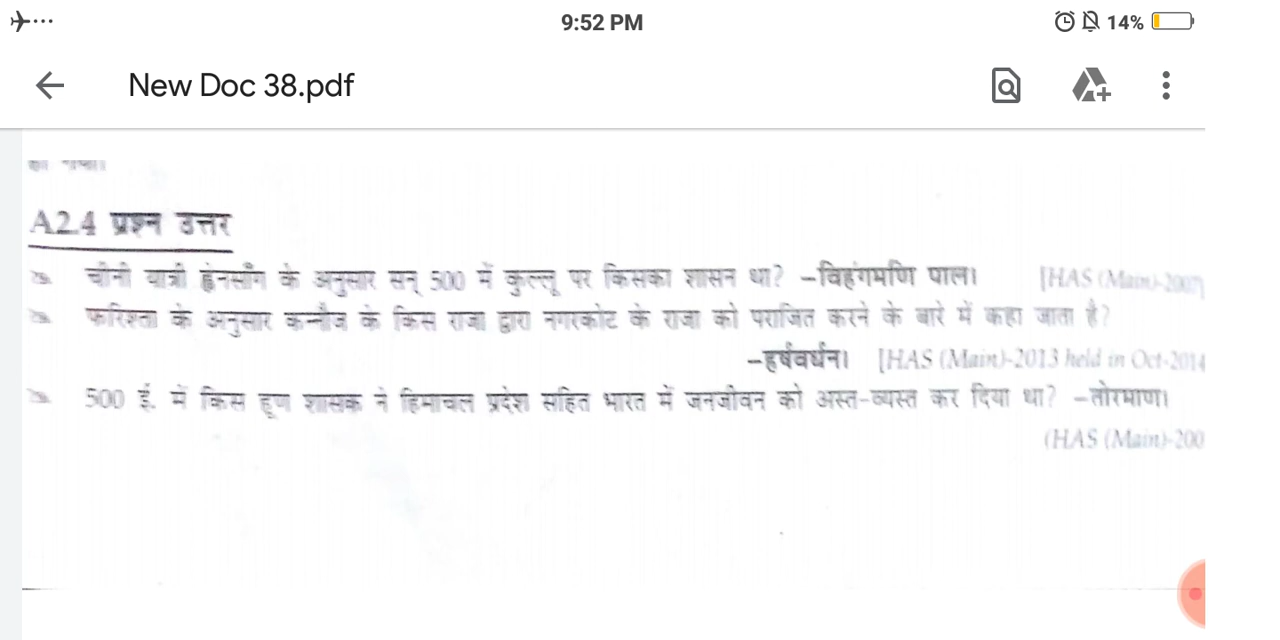 9:52 PM
14%
New Doc 38.pdf
A2.4 प्रश्न उत्तर
चीनी यात्री ह्वेनसाँग के अनुसार सन् 500 में कुल्लू पर किसका शासन था? –विहंगमणि पाल। [HAS (Main)-2007]
फरिश्ता के अनुसार कन्नौज के किस राजा द्वारा नगरकोट के राजा को पराजित करने के बारे में कहा जाता है?
–हर्षवर्धन। [HAS (Main)-2013 held in Oct-2014
500 ई. में किस हूण शासक ने हिमाचल प्रदेश सहित भारत में जनजीवन को अस्त-व्यस्त कर दिया था? –तोरमाण।
(HAS (Main)-200